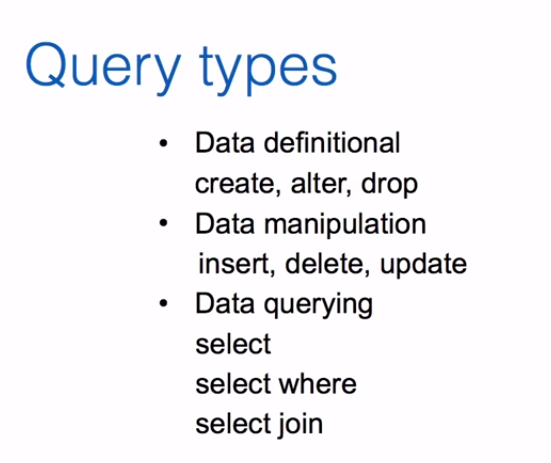 Query types
• Data definitional
create, alter, drop
• Data manipulation
insert, delete, update
• Data querying
select
select where
select join